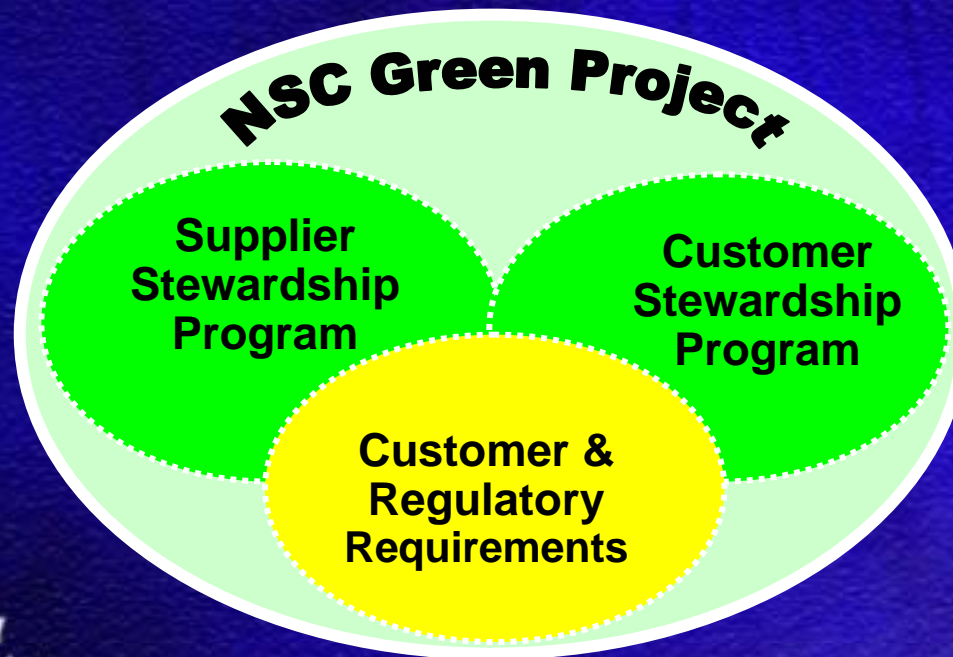 NSC Green Project
Supplier
Stewardship
Program
Customer
Stewardship
Program
Customer &
Regulatory
Requirements